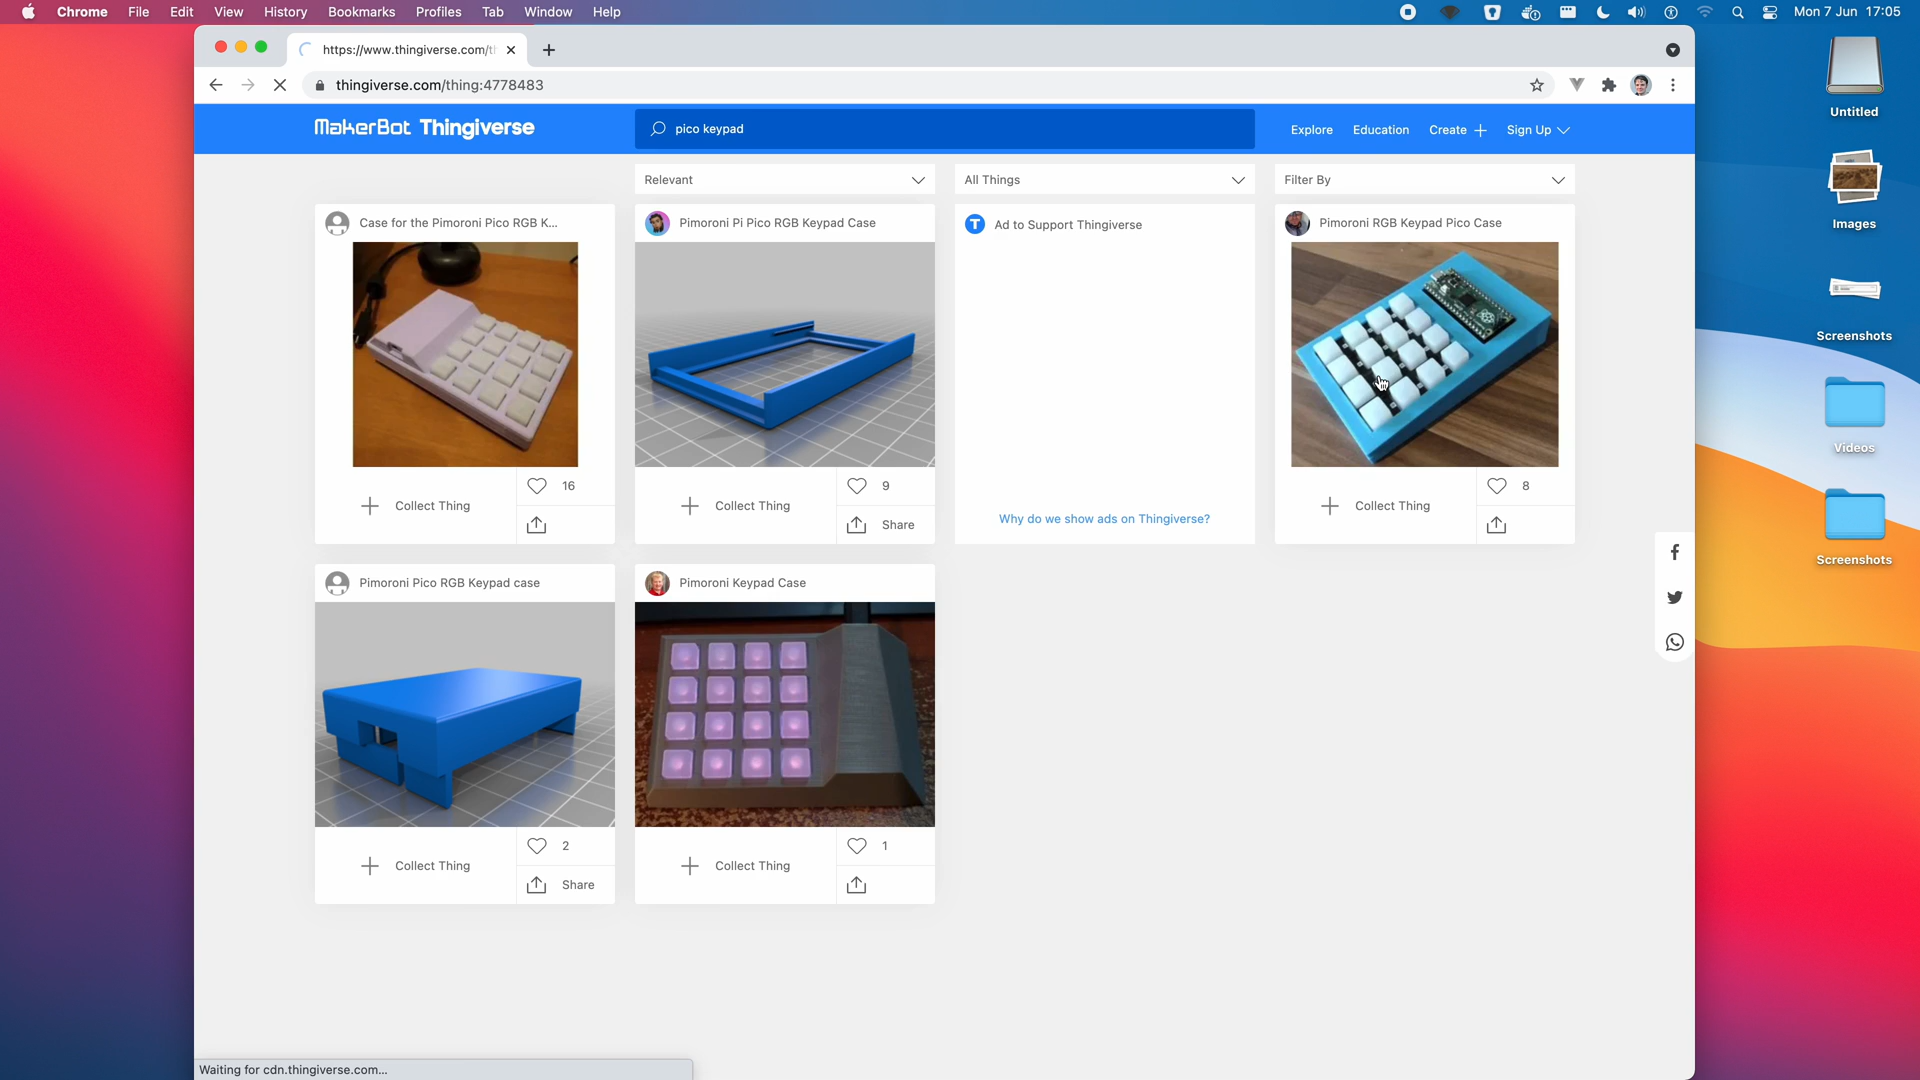 Chrome File Edit View History Bookmarks Profiles Tab Window Help Mon 7 Jun 17:05
https://www.thingiverse.com/t
thingiverse.com/thing:4778483
MakerBot Thingiverse
pico keypad
Explore Education Create Sign Up
Relevant
All Things
Filter By
Case for the Pimoroni Pico RGB K...
Pimoroni Pi Pico RGB Keypad Case
Ad to Support Thingiverse
Pimoroni RGB Keypad Pico Case
Collect Thing
16
Collect Thing
9
Share
Why do we show ads on Thingiverse?
Collect Thing
8
Pimoroni Pico RGB Keypad case
Pimoroni Keypad Case
Collect Thing
2
Share
Collect Thing
1
Waiting for cdn.thingiverse.com...
Untitled
Images
Screenshots
Videos
Screenshots